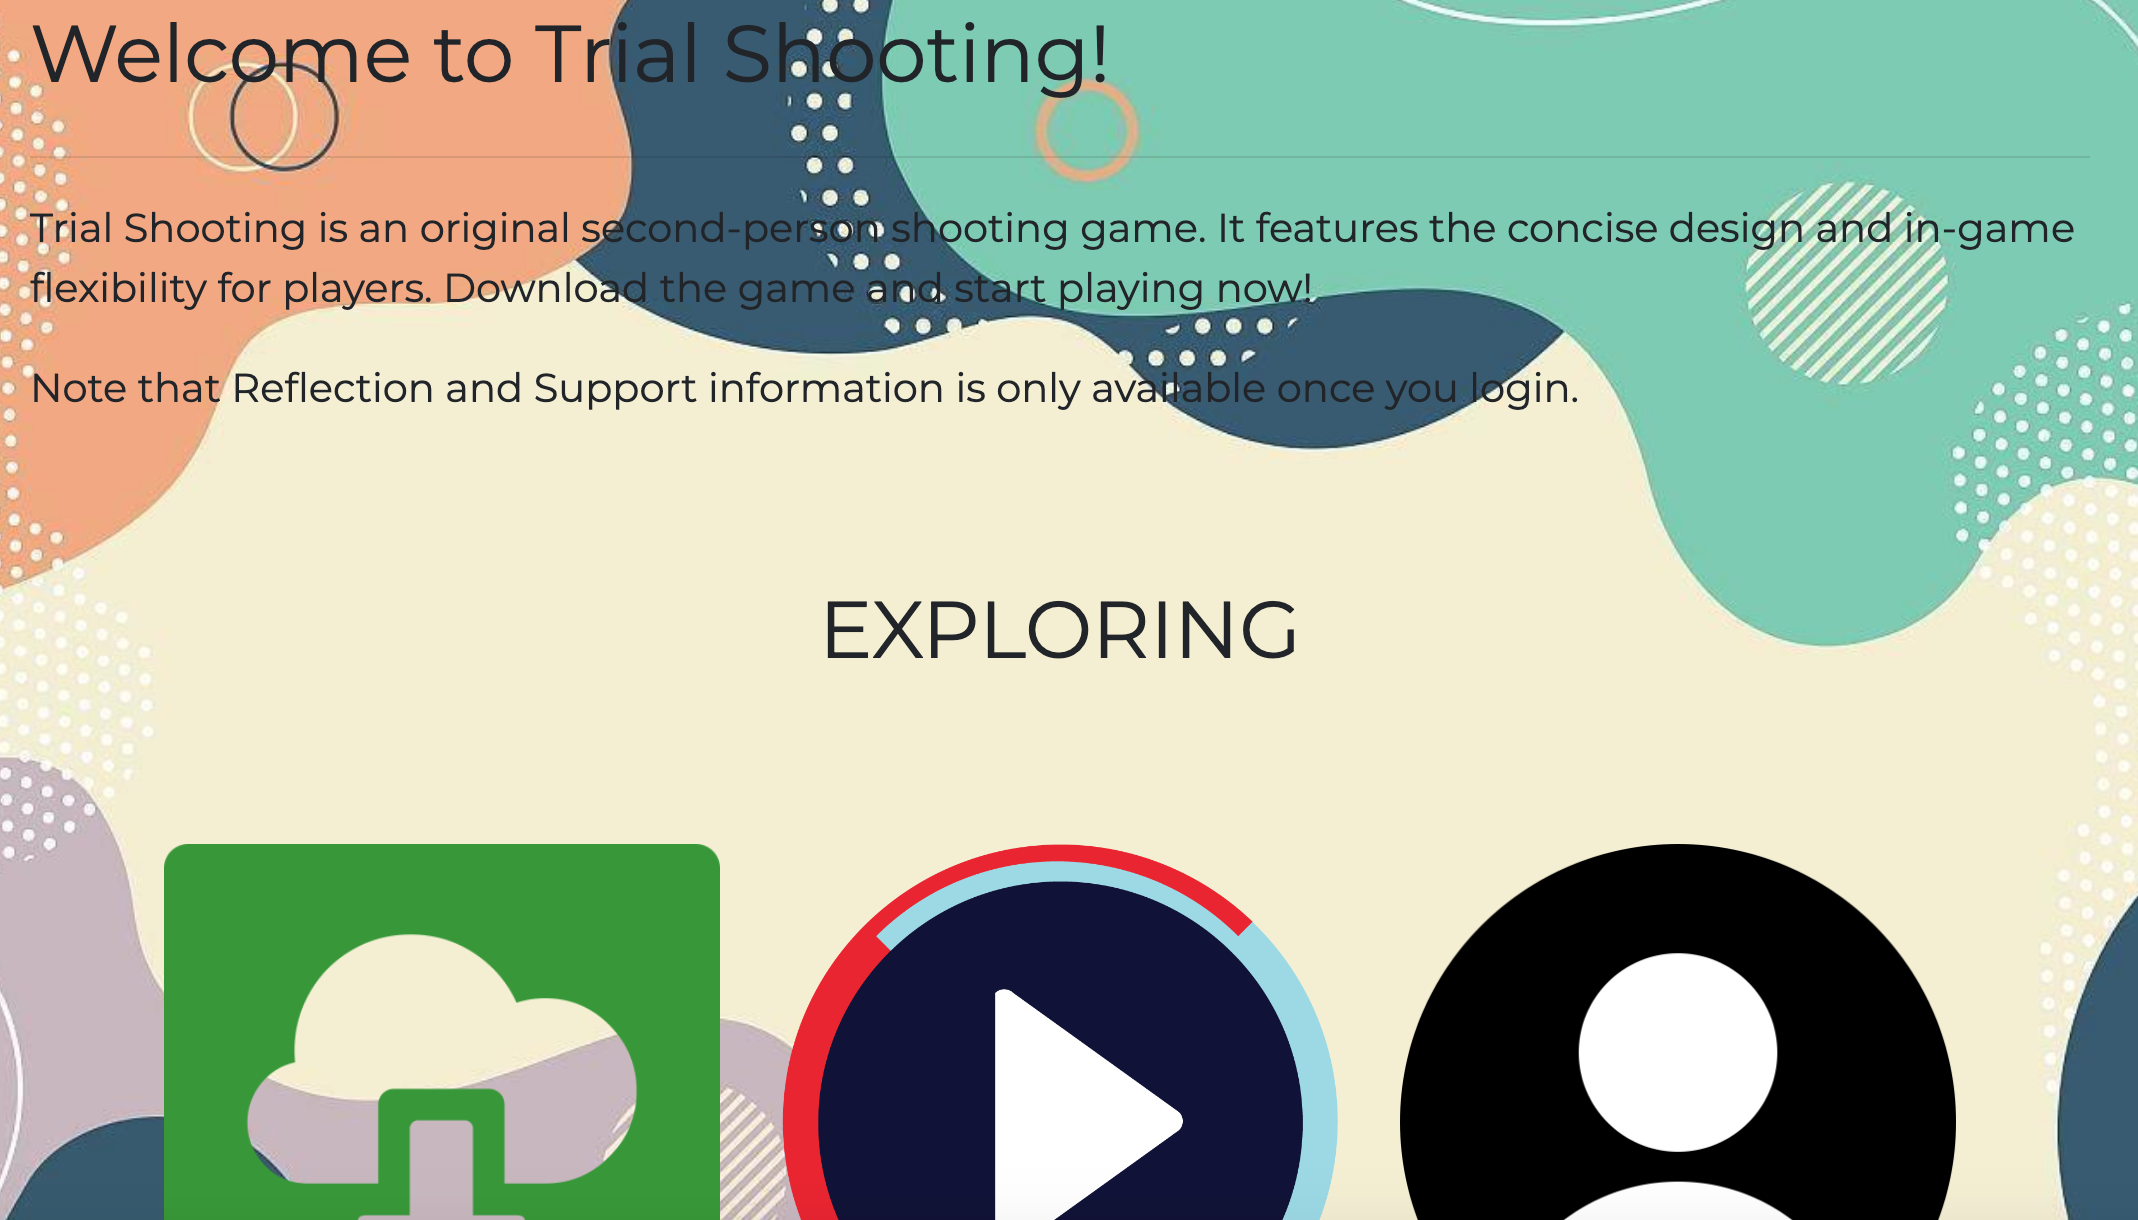 Welcome to Trial Shooting!
Trial Shooting is an original second-person shooting game. It features the concise design and in-game
flexibility for players. Download the game and start playing now!
Note that Reflection and Support information is only available once you login.
EXPLORING